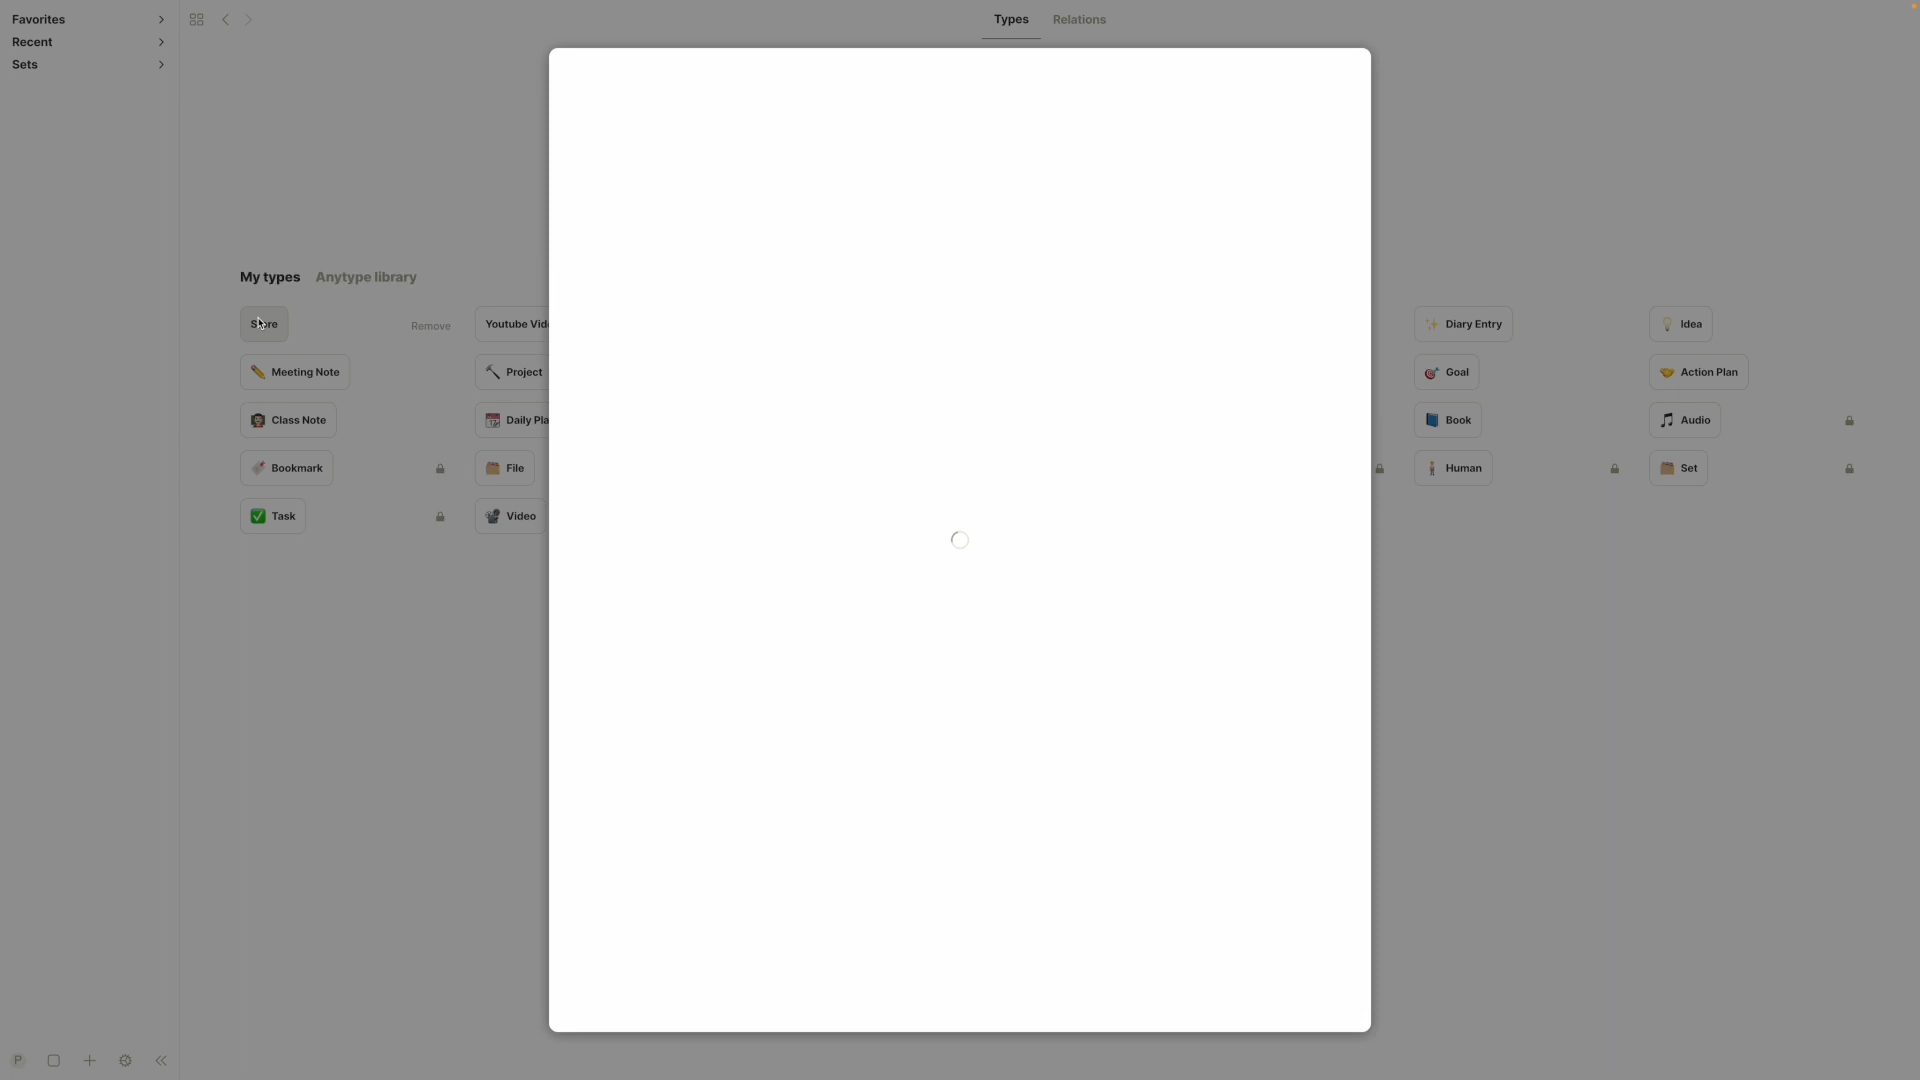 Favorites
Recent
Sets
Types Relations
My types Anytype library
Store Remove Youtube Vid Diary Entry Idea
Meeting Note Project Goal Action Plan
Class Note Daily Pla Book Audio
Bookmark File Human Set
Task Video
P